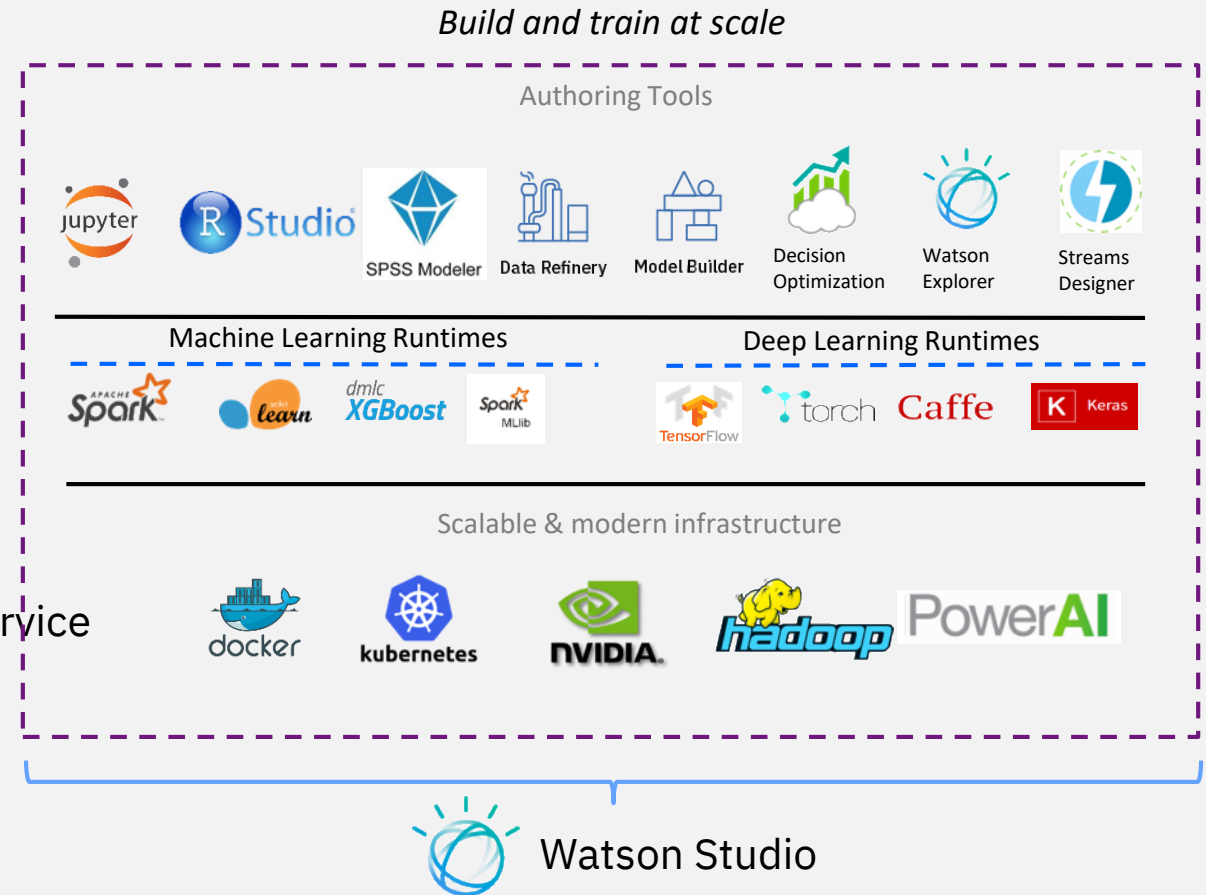 Build and train at scale
Authoring Tools
jupyter
R Studio
SPSS Modeler
Data Refinery
Model Builder
Decision
Optimization
Watson
Explorer
Streams
Designer
Machine Learning Runtimes
Deep Learning Runtimes
APACHE
Spark
scikit
learn
dmlc
XGBoost
Spark
MLlib
TF
TensorFlow
torch
Caffe
K Keras
Scalable & modern infrastructure
rvice
docker
kubernetes
NVIDIA.
hadoop
PowerAI
Watson Studio